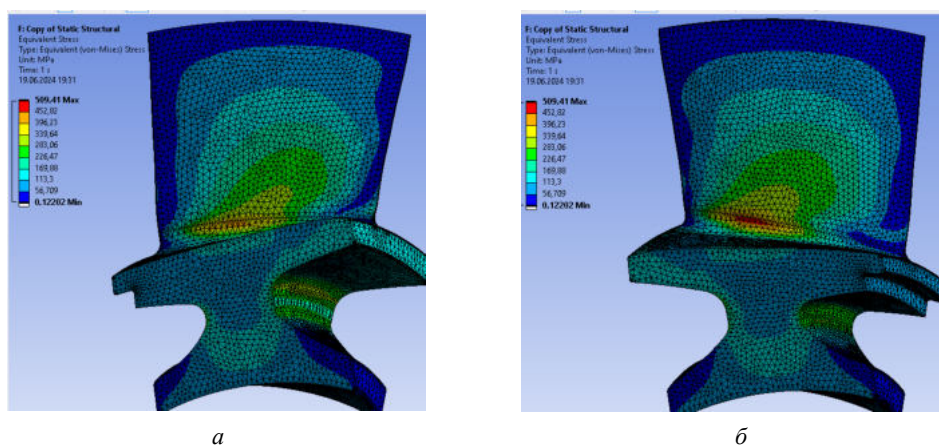 F: Copy of Static Structural
Equivalent Stress
Type: Equivalent (von-Mises) Stress
Unit: MPa
Time: 1 s
19.06.2024 19:31
509,41 Max
452,82
396,23
339,64
283,06
226,47
169,88
113,3
56,709
0,12202 Min
F: Copy of Static Structural
Equivalent Stress
Type: Equivalent (von-Mises) Stress
Unit: MPa
Time: 1 s
19.06.2024 19:31
509,41 Max
452,82
396,23
339,64
283,06
226,47
169,88
113,3
56,709
0,12202 Min
а
б